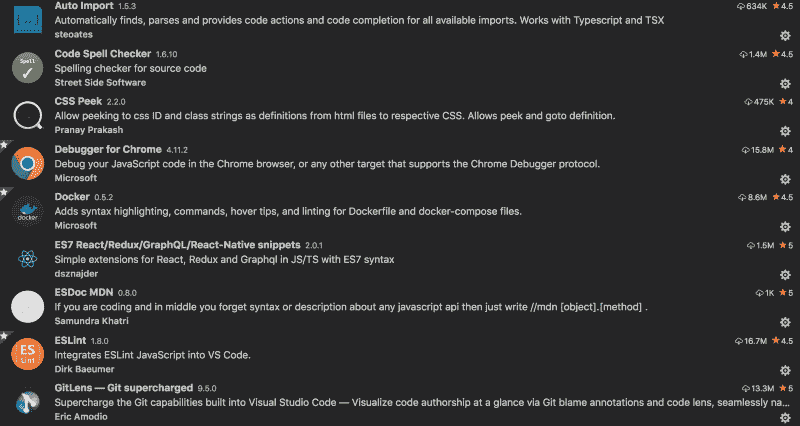 Auto Import 1.5.3 634K 4.5
Automatically finds, parses and provides code actions and code completion for all available imports. Works with Typescript and TSX
steoates
Spell Code Spell Checker 1.6.10 1.4M 4.5
Spelling checker for source code
Street Side Software
CSS Peek 2.2.0 475K 4
Allow peeking to css ID and class strings as definitions from html files to respective CSS. Allows peek and goto definition.
Pranay Prakash
Debugger for Chrome 4.11.2 15.8M 4
Debug your JavaScript code in the Chrome browser, or any other target that supports the Chrome Debugger protocol.
Microsoft
Docker 0.5.2 8.6M 4.5
docker Adds syntax highlighting, commands, hover tips, and linting for Dockerfile and docker-compose files.
Microsoft
ES7 React/Redux/GraphQL/React-Native snippets 2.0.1 1.5M 5
Simple extensions for React, Redux and Graphql in JS/TS with ES7 syntax
dsznajder
ESDoc MDN 0.8.0 1K 5
If you are coding and in middle you forget syntax or description about any javascript api then just write //mdn [object].[method] .
Samundra Khatri
ESLint 1.8.0 16.7M 4.5
ES Lint Integrates ESLint JavaScript into VS Code.
Dirk Baeumer
GitLens — Git supercharged 9.5.0 13.3M 5
Supercharge the Git capabilities built into Visual Studio Code — Visualize code authorship at a glance via Git blame annotations and code lens, seamlessly na...
Eric Amodio